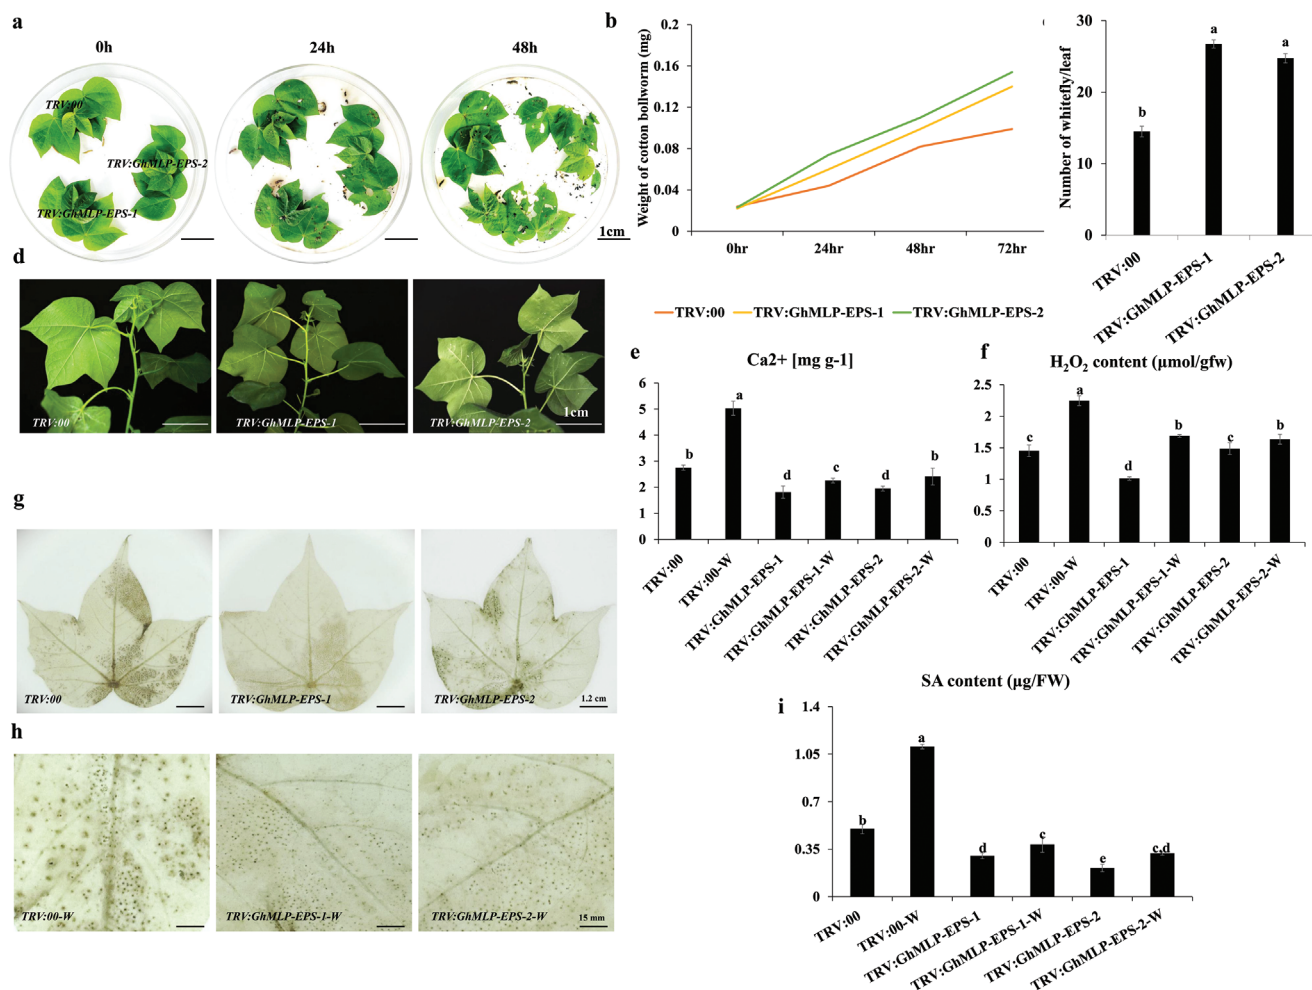 a
0h
24h
48h
TRV:00
TRV:GhMLP-EPS-2
TRV:GhMLP-EPS-1
1cm
b
Weight of cotton bollworm (mg)
0.2
0.16
0.12
0.08
0.04
0
0hr
24hr
48hr
72hr
TRV:00
TRV:GhMLP-EPS-1
TRV:GhMLP-EPS-2
Number of whitefly/leaf
30
20
10
0
b
a
a
TRV:00
TRV:GhMLP-EPS-1
TRV:GhMLP-EPS-2
d
TRV:00
TRV:GhMLP-EPS-1
TRV:GhMLP-EPS-2
1cm
e
Ca2+ [mg g-1]
6
5
4
3
2
1
0
b
a
d
c
d
b
TRV:00
TRV:00-W
TRV:GhMLP-EPS-1
TRV:GhMLP-EPS-1-W
TRV:GhMLP-EPS-2
TRV:GhMLP-EPS-2-W
f
H₂O₂ content (µmol/gfw)
2.5
2
1.5
1
0.5
0
c
a
d
b
c
b
TRV:00
TRV:00-W
TRV:GhMLP-EPS-1
TRV:GhMLP-EPS-1-W
TRV:GhMLP-EPS-2
TRV:GhMLP-EPS-2-W
g
TRV:00
TRV:GhMLP-EPS-1
TRV:GhMLP-EPS-2
1.2 cm
h
TRV:00-W
TRV:GhMLP-EPS-1-W
TRV:GhMLP-EPS-2-W
15 mm
i
SA content (µg/FW)
1.4
1.05
0.7
0.35
0
b
a
d
c
e
c,d
TRV:00
TRV:00-W
TRV:GhMLP-EPS-1
TRV:GhMLP-EPS-1-W
TRV:GhMLP-EPS-2
TRV:GhMLP-EPS-2-W